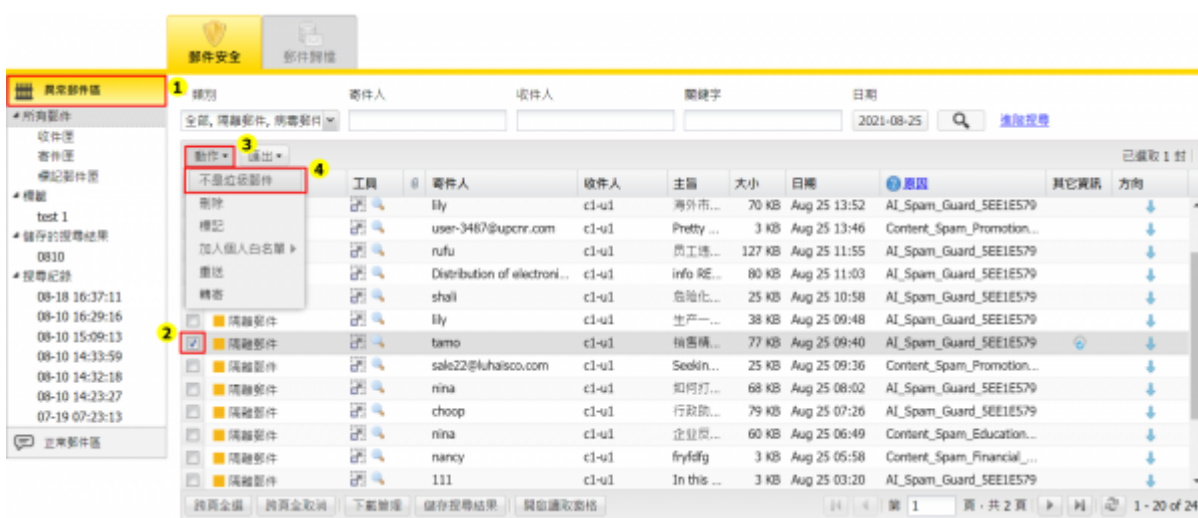 郵件安全 郵件歸檔
異常郵件區 1 類別 寄件人 收件人 關鍵字 日期
所有郵件 全部, 隔離郵件, 病毒郵件 2021-08-25 進階搜尋
收件匣
寄件匣 動作 3 匯出 已選取 1 封
標記郵件匣 不是垃圾郵件 4 工具 寄件人 收件人 主旨 大小 日期 原因 其它資訊 方向
標籤 刪除 lily c1-u1 海外市... 70 KB Aug 25 13:52 AI_Spam_Guard_5EE1E579
test 1 標記 user-3487@upcnr.com c1-u1 Pretty ... 3 KB Aug 25 13:46 Content_Spam_Promotion...
儲存的搜尋結果 加入個人白名單 rufu c1-u1 127 KB Aug 25 11:55 AI_Spam_Guard_5EE1E579
0810 重送 Distribution of electroni... c1-u1 info RE... 80 KB Aug 25 11:03 AI_Spam_Guard_5EE1E579
搜尋紀錄 轉寄 shali c1-u1 危险化... 25 KB Aug 25 10:58 AI_Spam_Guard_5EE1E579
08-18 16:37:11
08-10 16:29:16 隔離郵件 lily c1-u1 生产一... 38 KB Aug 25 09:48 AI_Spam_Guard_5EE1E579
08-10 15:09:13 2 隔離郵件 tamo c1-u1 销售精... 77 KB Aug 25 09:40 AI_Spam_Guard_5EE1E579
08-10 14:33:59 隔離郵件 sale22@luhaisco.com c1-u1 Seekin... 25 KB Aug 25 09:36 Content_Spam_Promotion...
08-10 14:32:18 隔離郵件 nina c1-u1 如何打... 68 KB Aug 25 08:02 AI_Spam_Guard_5EE1E579
08-10 14:23:27 隔離郵件 choop c1-u1 行政助... 79 KB Aug 25 07:26 AI_Spam_Guard_5EE1E579
07-19 07:23:13 隔離郵件 nina c1-u1 企业反... 60 KB Aug 25 06:49 Content_Spam_Education...
正常郵件區 隔離郵件 nancy c1-u1 fryfdfg 3 KB Aug 25 05:58 Content_Spam_Financial_...
隔離郵件 111 c1-u1 In this ... 3 KB Aug 25 03:20 AI_Spam_Guard_5EE1E579
跨頁全選 跨頁全取消 下載管理 儲存搜尋結果 開啟讀取窗格 第 1 頁，共 2 頁 1 - 20 of 24